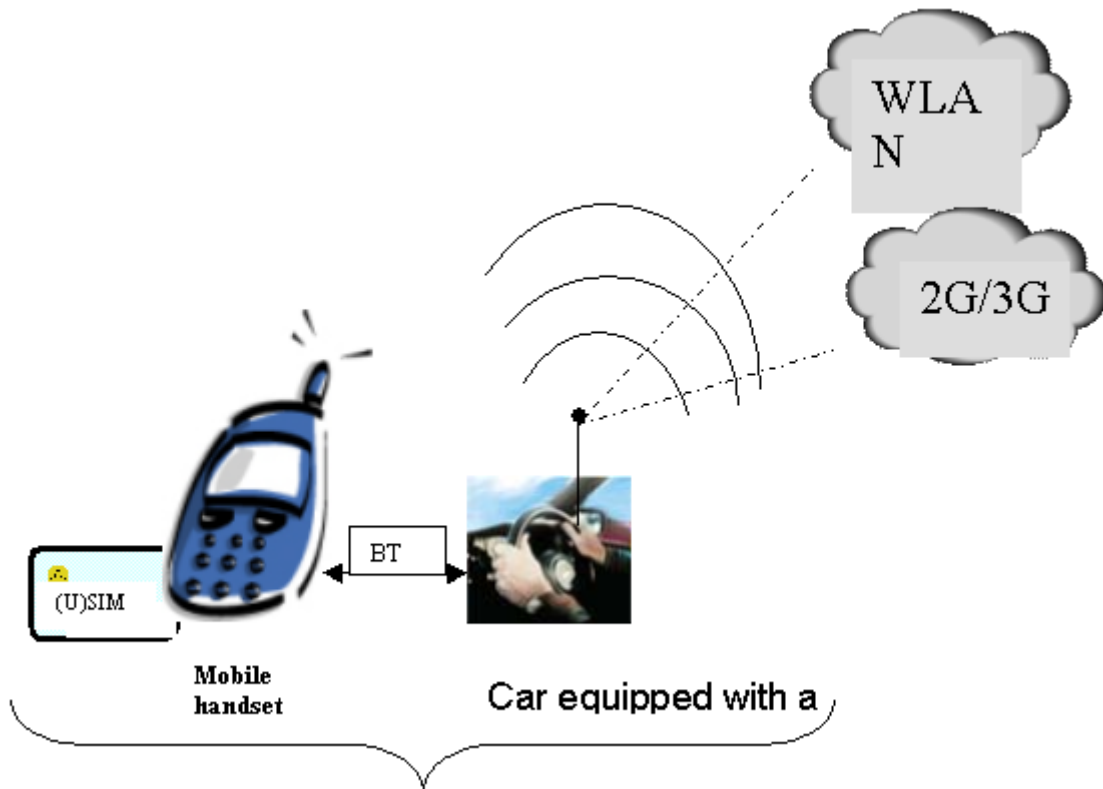 WLA
N
2G/3G
BT
(U)SIM
Mobile
handset
Car equipped with a